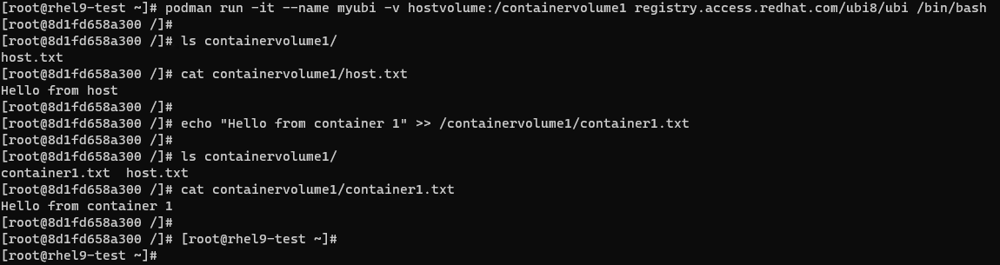 [root@rhel9-test ~]# podman run -it --name myubi -v hostvolume:/containervolume1 registry.access.redhat.com/ubi8/ubi /bin/bash
[root@8d1fd658a300 /]#
[root@8d1fd658a300 /]# ls containervolume1/
host.txt
[root@8d1fd658a300 /]# cat containervolume1/host.txt
Hello from host
[root@8d1fd658a300 /]#
[root@8d1fd658a300 /]# echo "Hello from container 1" >> /containervolume1/container1.txt
[root@8d1fd658a300 /]#
[root@8d1fd658a300 /]# ls containervolume1/
container1.txt  host.txt
[root@8d1fd658a300 /]# cat containervolume1/container1.txt
Hello from container 1
[root@8d1fd658a300 /]#
[root@8d1fd658a300 /]# [root@rhel9-test ~]#
[root@rhel9-test ~]#